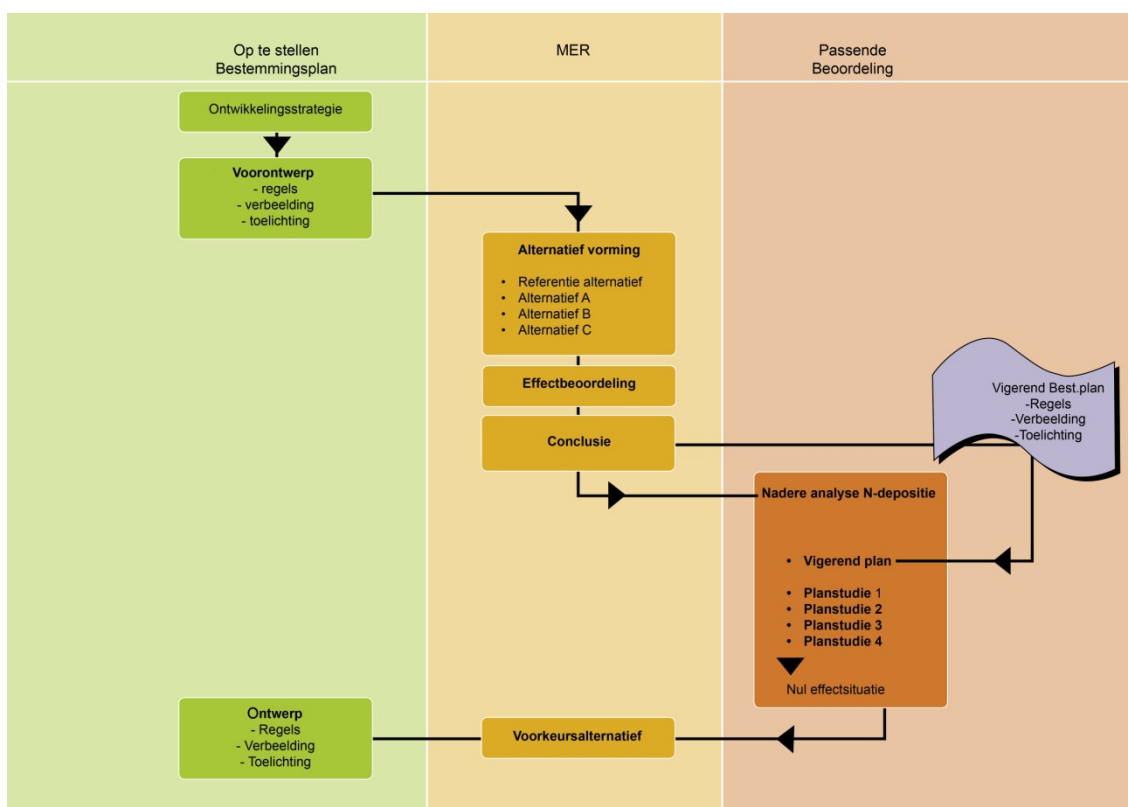 Op te stellen
Bestemmingsplan
MER
Passende
Beoordeling
Ontwikkelingsstrategie
Voorontwerp
- regels
- verbeelding
- toelichting
Alternatief vorming
• Referentie alternatief
• Alternatief A
• Alternatief B
• Alternatief C
Effectbeoordeling
Conclusie
Vigerend Best.plan
-Regels
-Verbeelding
-Toelichting
Nadere analyse N-depositie
• Vigerend plan
• Planstudie 1
• Planstudie 2
• Planstudie 3
• Planstudie 4
Nul effectsituatie
Voorkeursalternatief
Ontwerp
- Regels
- Verbeelding
- Toelichting